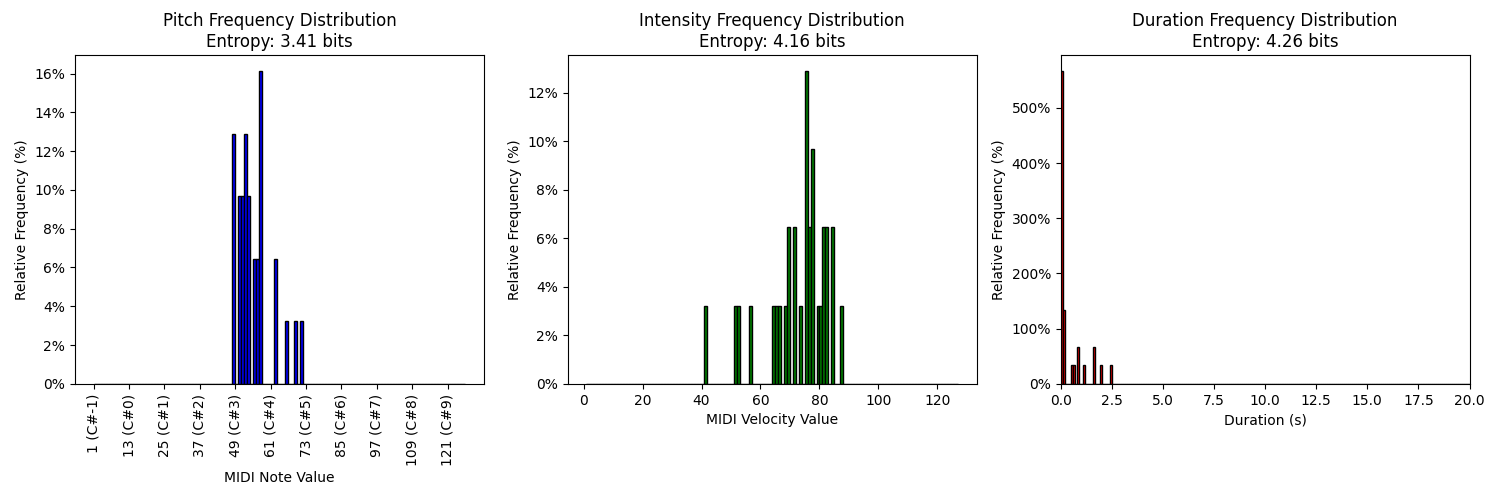 Pitch Frequency Distribution
Entropy: 3.41 bits
Relative Frequency (%)
16%
14%
12%
10%
8%
6%
4%
2%
0%
1 (C#-1)
13 (C#0)
25 (C#1)
37 (C#2)
49 (C#3)
61 (C#4)
73 (C#5)
85 (C#6)
97 (C#7)
109 (C#8)
121 (C#9)
MIDI Note Value
Intensity Frequency Distribution
Entropy: 4.16 bits
Relative Frequency (%)
12%
10%
8%
6%
4%
2%
0%
0
20
40
60
80
100
120
MIDI Velocity Value
Duration Frequency Distribution
Entropy: 4.26 bits
Relative Frequency (%)
500%
400%
300%
200%
100%
0%
0.0
2.5
5.0
7.5
10.0
12.5
15.0
17.5
20.0
Duration (s)